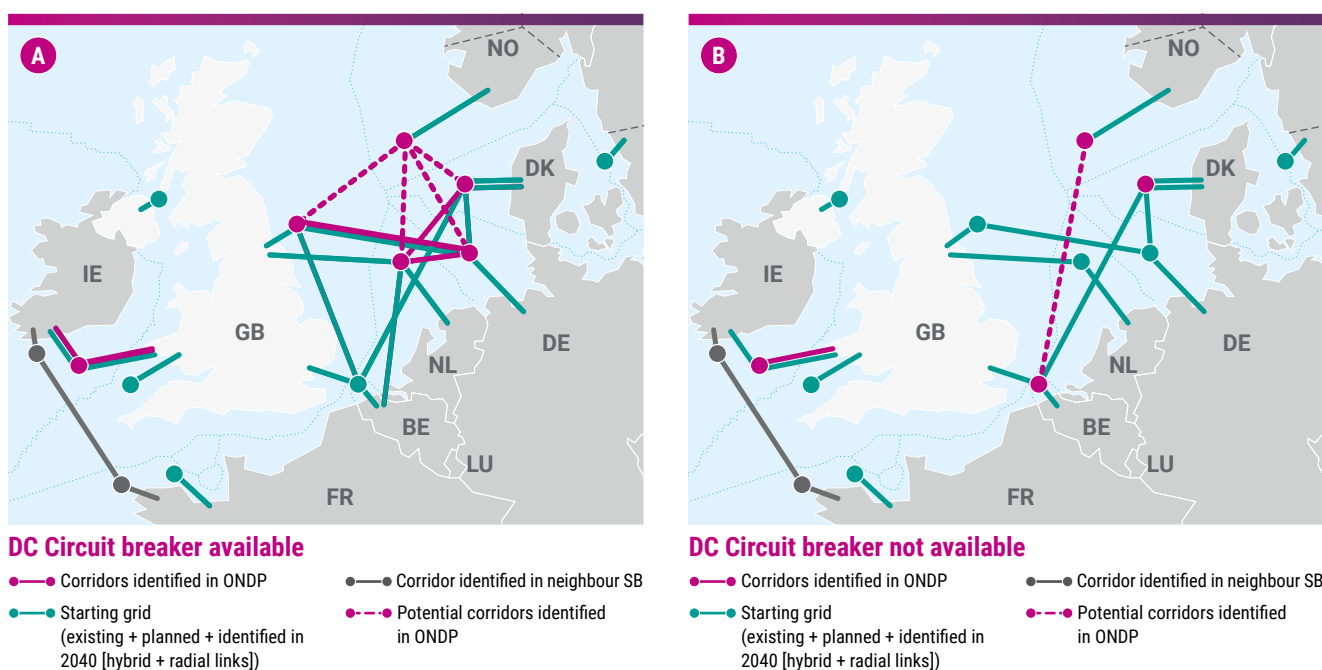 A
NO
DK
IE
GB
NL
DE
BE
LU
FR
DC Circuit breaker available
Corridors identified in ONDP
Corridor identified in neighbour SB
Starting grid
(existing + planned + identified in
2040 [hybrid + radial links])
Potential corridors identified
in ONDP
B
NO
DK
IE
GB
NL
DE
BE
LU
FR
DC Circuit breaker not available
Corridors identified in ONDP
Corridor identified in neighbour SB
Starting grid
(existing + planned + identified in
2040 [hybrid + radial links])
Potential corridors identified
in ONDP